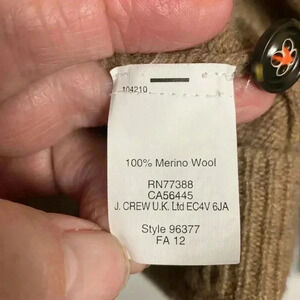 104210
100% Merino Wool
RN77388
CA56445
J. CREW U.K. Ltd EC4V 6JA
Style 96377
FA 12